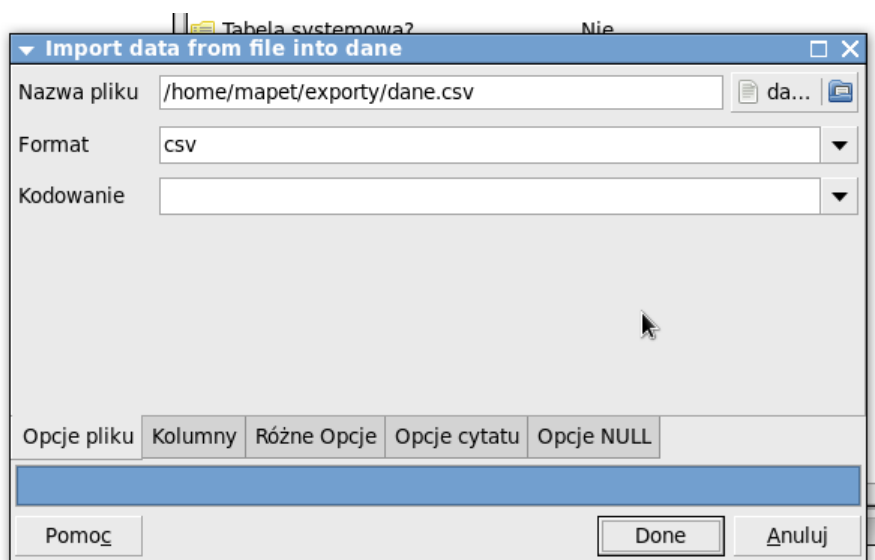 Tabela systemowa? Nie
Import data from file into dane
Nazwa pliku /home/mapet/exporty/dane.csv da...
Format csv
Kodowanie
Opcje pliku Kolumny Różne Opcje Opcje cytatu Opcje NULL
Pomoc Done Anuluj